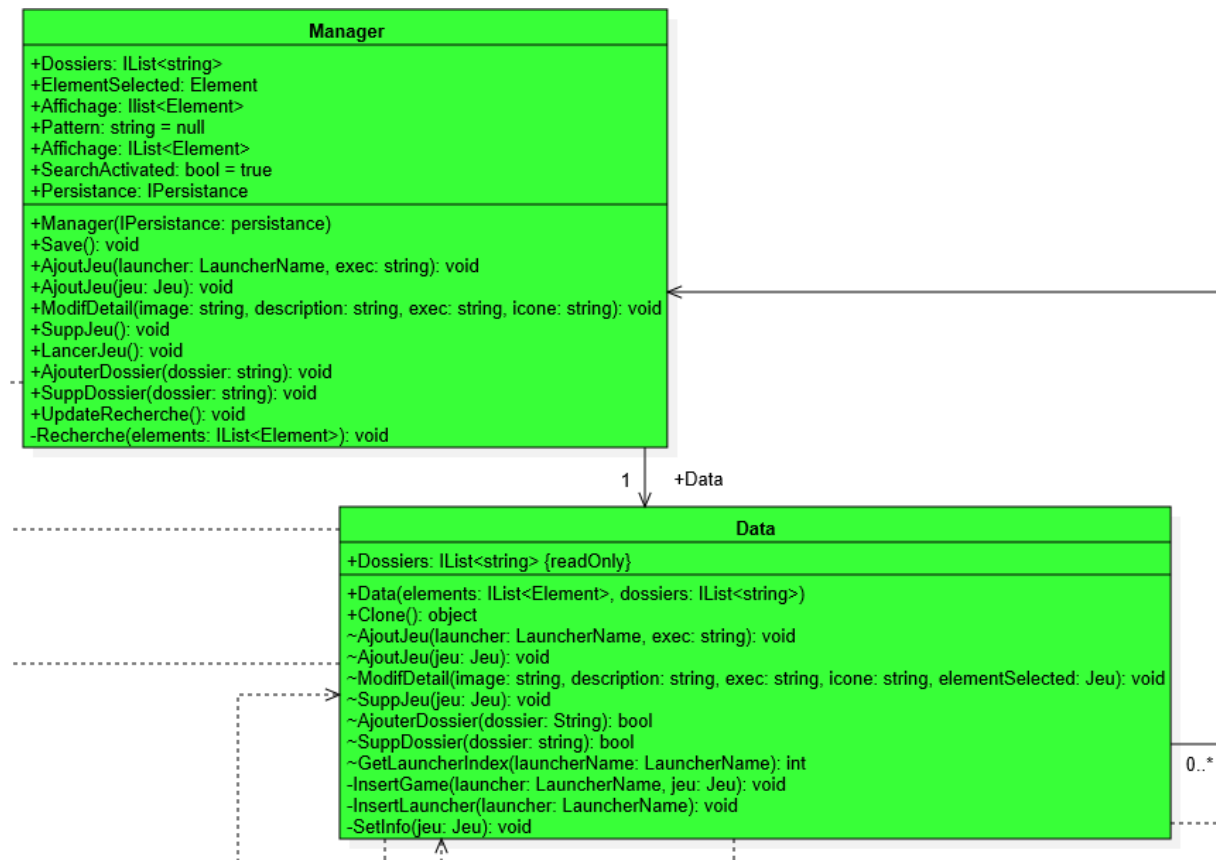 Manager
+Dossiers: IList<string>
+ElementSelected: Element
+Affichage: Ilist<Element>
+Pattern: string = null
+Affichage: IList<Element>
+SearchActivated: bool = true
+Persistance: IPersistance
+Manager(IPersistance: persistance)
+Save(): void
+AjoutJeu(launcher: LauncherName, exec: string): void
+AjoutJeu(jeu: Jeu): void
+ModifDetail(image: string, description: string, exec: string, icone: string): void
+SuppJeu(): void
+LancerJeu(): void
+AjouterDossier(dossier: string): void
+SuppDossier(dossier: string): void
+UpdateRecherche(): void
-Recherche(elements: IList<Element>): void
1 +Data
Data
+Dossiers: IList<string> {readOnly}
+Data(elements: IList<Element>, dossiers: IList<string>)
+Clone(): object
~AjoutJeu(launcher: LauncherName, exec: string): void
~AjoutJeu(jeu: Jeu): void
~ModifDetail(image: string, description: string, exec: string, icone: string, elementSelected: Jeu): void
~SuppJeu(jeu: Jeu): void
~AjouterDossier(dossier: String): bool
~SuppDossier(dossier: string): bool
~GetLauncherIndex(launcherName: LauncherName): int
-InsertGame(launcher: LauncherName, jeu: Jeu): void
-InsertLauncher(launcher: LauncherName): void
-SetInfo(jeu: Jeu): void
0..*